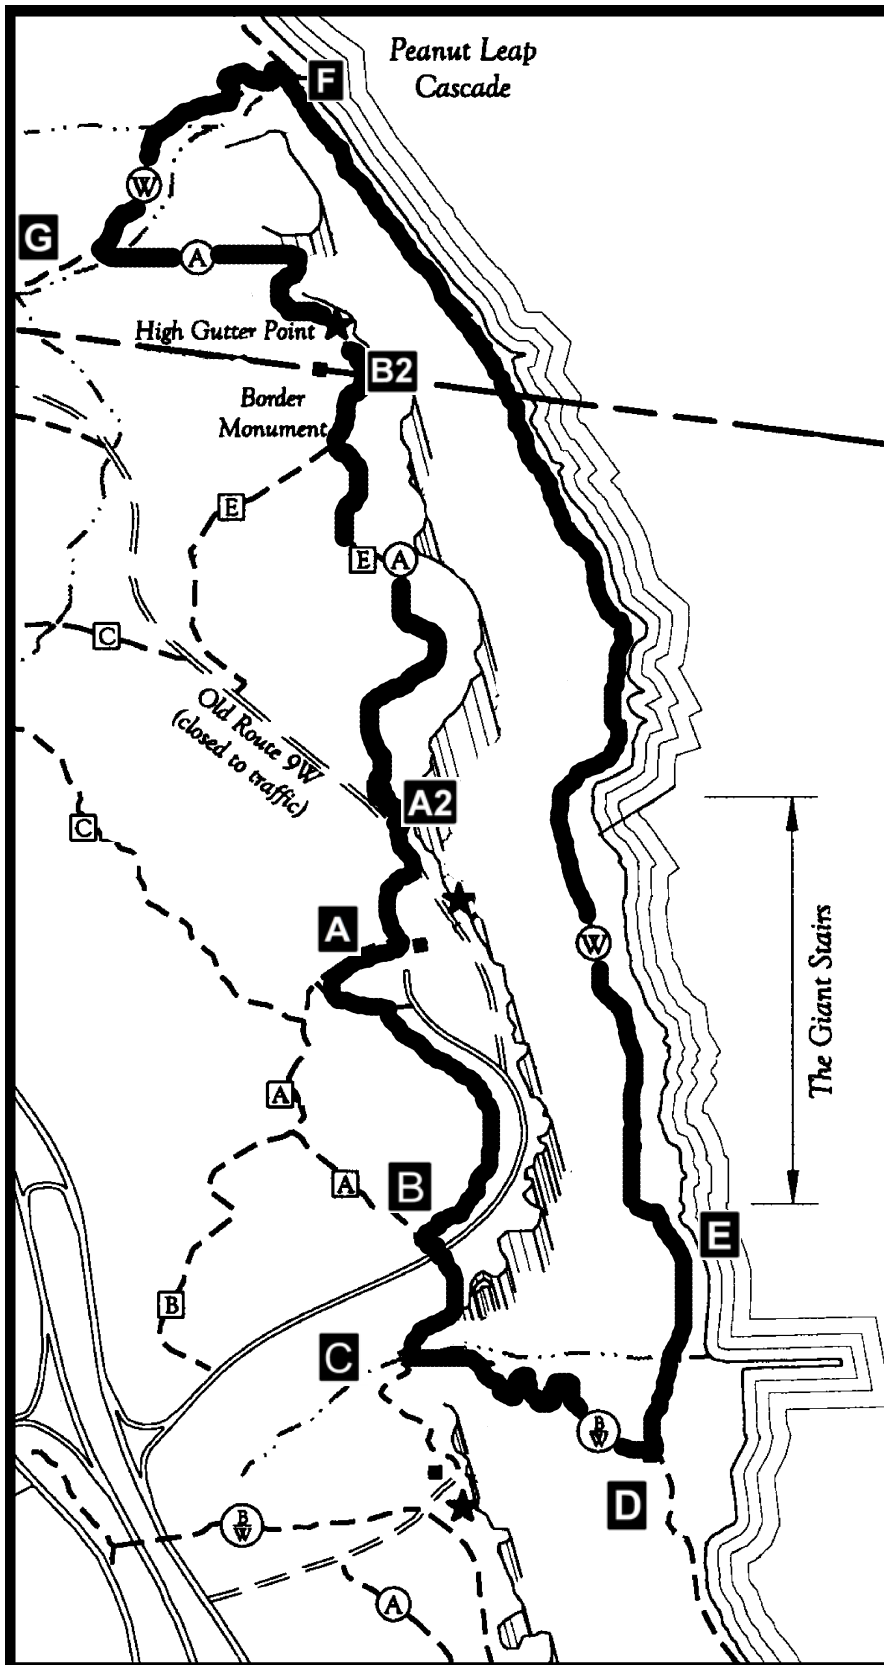 Peanut Leap
Cascade
F
W
G
A
High Gutter Point
B2
Border
Monument
E
E
A
C
Old Route 9W
(closed to traffic)
A2
C
A
W
The Giant Stairs
A
A
B
E
B
C
B
W
D
B
W
A